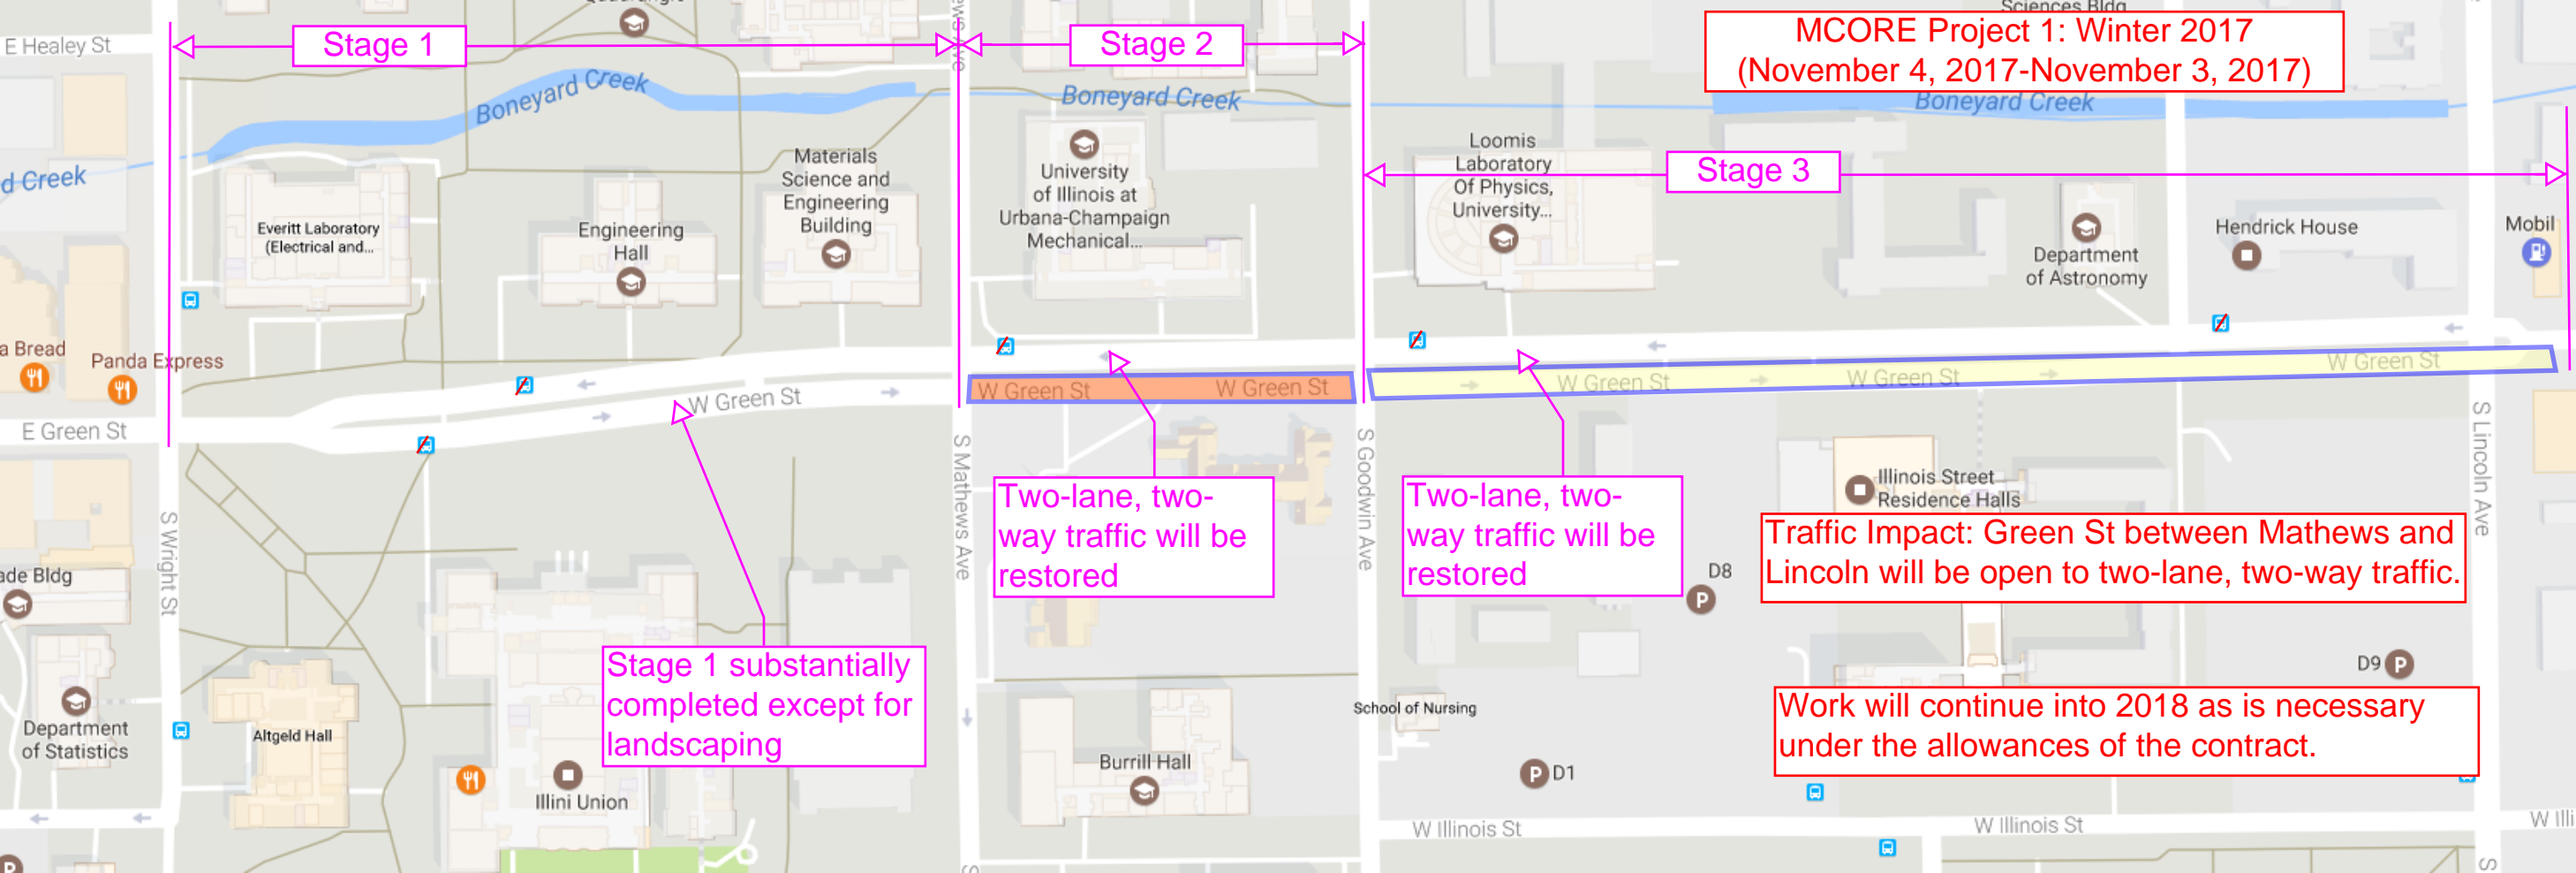 Sciences Bldg
MCORE Project 1: Winter 2017
(November 4, 2017-November 3, 2017)
E Healey St
Stage 1
Stage 2
Boneyard Creek
Boneyard Creek
Boneyard Creek
d Creek
Stage 3
Everitt Laboratory
(Electrical and...
Engineering
Hall
Materials
Science and
Engineering
Building
University
of Illinois at
Urbana-Champaign
Mechanical...
Loomis
Laboratory
Of Physics,
University...
Department
of Astronomy
Hendrick House
Mobil
a Bread
Panda Express
E Green St
W Green St
W Green St
W Green St
W Green St
W Green St
W Green St
S Wright St
S Mathews Ave
S Goodwin Ave
S Lincoln Ave
Two-lane, two-
way traffic will be
restored
Two-lane, two-
way traffic will be
restored
Illinois Street
Residence Halls
Traffic Impact: Green St between Mathews and
Lincoln will be open to two-lane, two-way traffic.
D8
ade Bldg
Stage 1 substantially
completed except for
landscaping
D9
Work will continue into 2018 as is necessary
under the allowances of the contract.
Department
of Statistics
Altgeld Hall
Illini Union
Burrill Hall
School of Nursing
P D1
W Illinois St
W Illinois St
W Illi